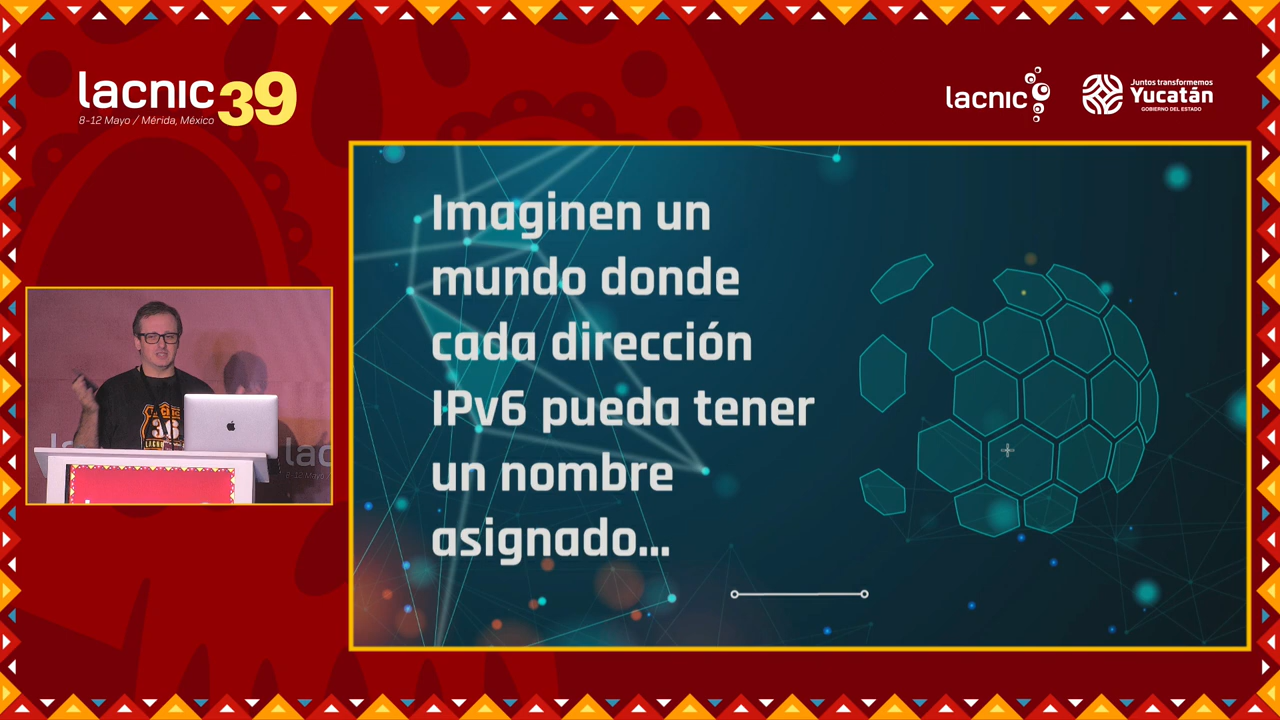 lacnic39
8-12 Mayo / Mérida, México
lacnic
Juntos transformemos
Yucatán
GOBIERNO DEL ESTADO
Imaginen un
mundo donde
cada dirección
IPv6 pueda tener
un nombre
asignado...